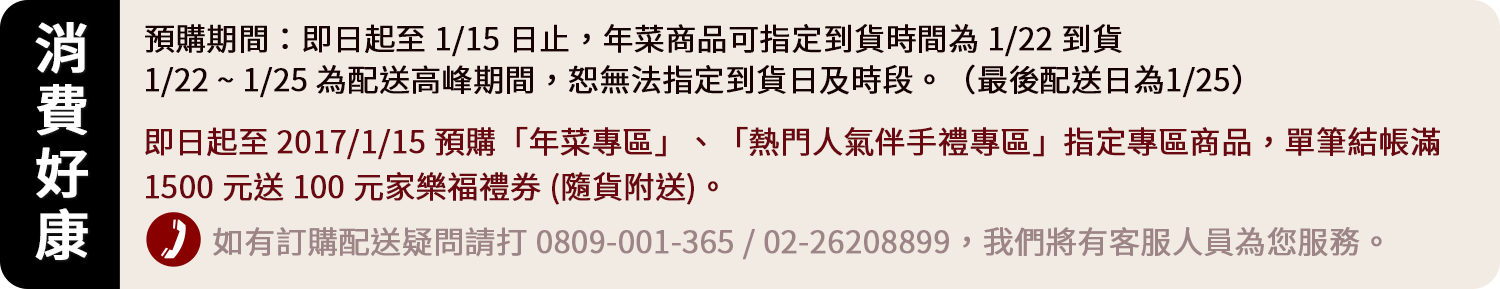 消費好康
預購期間：即日起至 1/15 日止，年菜商品可指定到貨時間為 1/22 到貨
1/22 ~ 1/25 為配送高峰期間，恕無法指定到貨日及時段。（最後配送日為1/25）
即日起至 2017/1/15 預購「年菜專區」、「熱門人氣伴手禮專區」指定專區商品，單筆結帳滿
1500 元送 100 元家樂福禮券 (隨貨附送)。
如有訂購配送疑問請打 0809-001-365 / 02-26208899，我們將有客服人員為您服務。